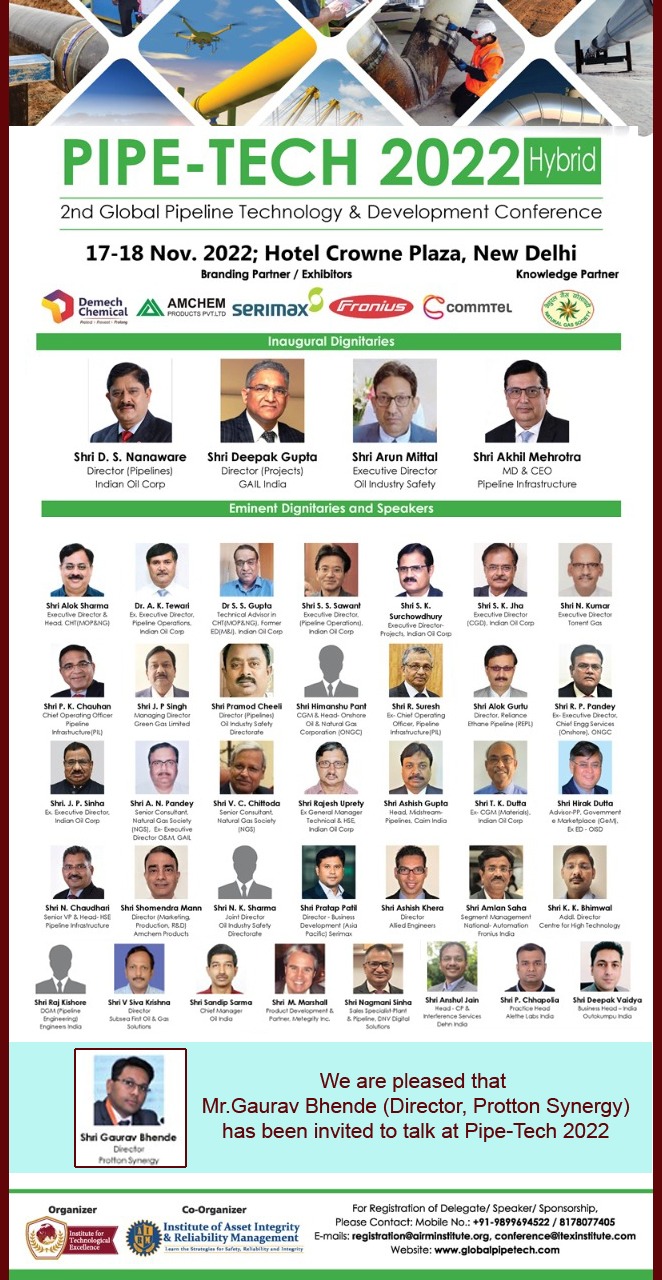 PIPE-TECH 2022 Hybrid
2nd Global Pipeline Technology & Development Conference
17-18 Nov. 2022; Hotel Crowne Plaza, New Delhi
Branding Partner / Exhibitors
Knowledge Partner
Demech
Chemical
AMCHEM
PRODUCTS PVT.LTD
SERIMAX
Fronius
COMMTEL
NATURAL GAS SOCIETY
Inaugural Dignitaries
Shri D. S. Nanaware
Director (Pipelines)
Indian Oil Corp
Shri Deepak Gupta
Director (Projects)
GAIL India
Shri Arun Mittal
Executive Director
Oil Industry Safety
Shri Akhil Mehrotra
MD & CEO
Pipeline Infrastructure
Eminent Dignitaries and Speakers
Shri Alok Sharma
Executive Director &
Head, CHT(MOP&NG)
Dr. A. K. Tewari
Ex. Executive Director,
Pipeline Operations,
Indian Oil Corp
Dr S. S. Gupta
Technical Advisor in
CHT(MOP&NG), Former
ED(M&I), Indian Oil Corp
Shri S. S. Sawant
Executive Director,
(Pipeline Operations),
Indian Oil Corp
Shri S. K.
Surchowdhury
Executive Director-
Projects, Indian Oil Corp
Shri S. K. Jha
Executive Director
(CGD), Indian Oil Corp
Shri N. Kumar
Executive Director
Torrent Gas
Shri P. K. Chauhan
Chief Operating Officer
Pipeline
Infrastructure(PIL)
Shri J. P Singh
Managing Director
Green Gas Limited
Shri Pramod Cheeli
Director (Pipelines)
Oil Industry Safety
Directorate
Shri Himanshu Pant
CGM & Head- Onshore
Oil & Natural Gas
Corporation (ONGC)
Shri R. Suresh
Ex- Chief Operating
Officer, Pipeline
Infrastructure(PIL)
Shri Alok Gurtu
Director, Reliance
Ethane Pipeline (REPL)
Shri R. P. Pandey
Ex- Executive Director,
Chief Engg Services
(Onshore), ONGC
Shri. J. P. Sinha
Ex. Executive Director,
Indian Oil Corp
Shri A. N. Pandey
Senior Consultant,
Natural Gas Society
(NGS), Ex- Executive
Director O&M, GAIL
Shri V. C. Chittoda
Senior Consultant,
Natural Gas Society
(NGS)
Shri Rajesh Uprety
Ex General Manager
Technical & HSE,
Indian Oil Corp
Shri Ashish Gupta
Head, Midstream-
Pipelines, Cairn India
Shri T. K. Dutta
Ex- CGM (Materials),
Indian Oil Corp
Shri Hirak Dutta
Advisor-PP, Government
e Marketplace (GeM),
Ex ED - OISD
Shri N. Chaudhari
Senior VP & Head- HSE
Pipeline Infrastructure
Shri Shomendra Mann
Director (Marketing,
Production, R&D)
Amchem Products
Shri N. K. Sharma
Joint Director
Oil Industry Safety
Directorate
Shri Pratap Patil
Director - Business
Development (Asia
Pacific) Serimax
Shri Ashish Khera
Director
Allied Engineers
Shri Amlan Saha
Segment Management
National- Automation
Fronius India
Shri K. K. Bhimwal
Addl. Director
Centre for High Technology
Shri Raj Kishore
DGM (Pipeline
Engineering)
Engineers India
Shri V Siva Krishna
Director
Subsea First Oil & Gas
Solutions
Shri Sandip Sarma
Chief Manager
Oil India
Shri M. Marshall
Product Development &
Partner, Metegrity Inc.
Shri Nagmani Sinha
Sales Specialist-Plant
& Pipeline, DNV Digital
Solutions
Shri Anshul Jain
Head - CP &
Interference Services
Dehn India
Shri P. Chhapolia
Practice Head
Alethe Labs India
Shri Deepak Vaidya
Business Head – India
Outokumpu India
Shri Gaurav Bhende
Director
Protton Synergy
We are pleased that
Mr.Gaurav Bhende (Director, Protton Synergy)
has been invited to talk at Pipe-Tech 2022
Organizer
Institute for
Technological
Excellence
Co-Organizer
Institute of Asset Integrity
& Reliability Management
Learn the Strategies for Safety, Reliability and Integrity
For Registration of Delegate/ Speaker/ Sponsorship,
Please Contact: Mobile No.: +91-9899694522 / 8178077405
E-mails: registration@airminstitute.org, conference@itexinstitute.com
Website: www.globalpipetech.com